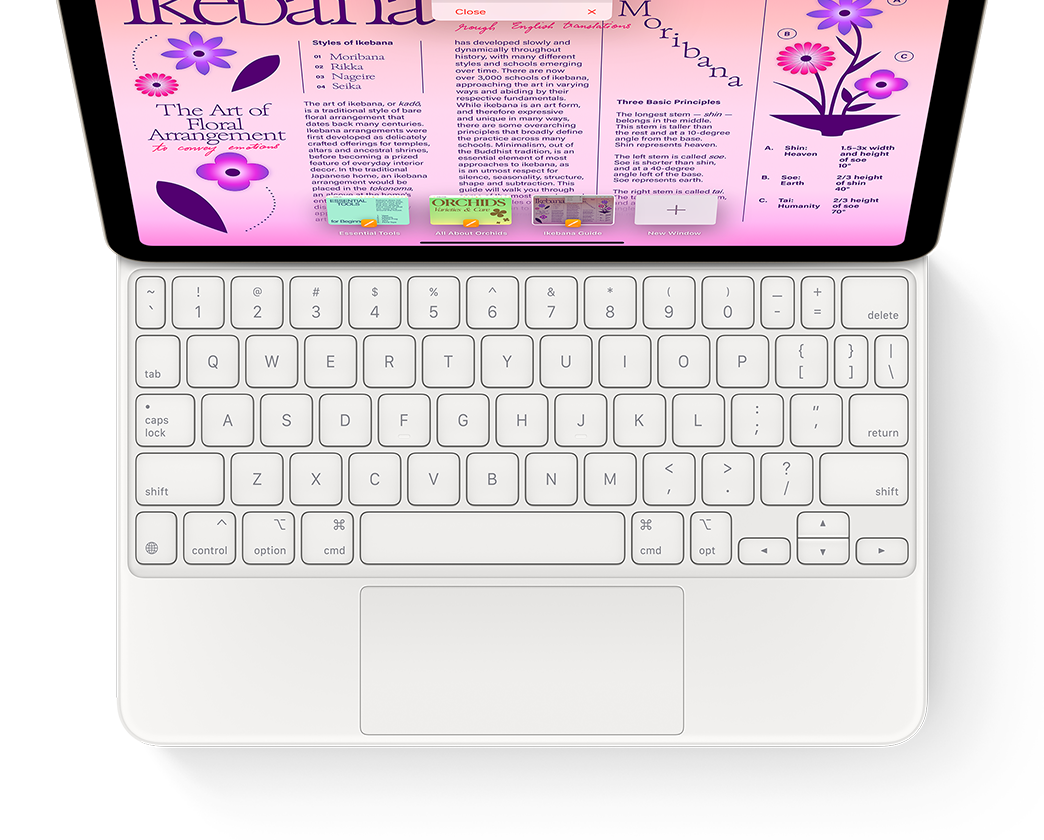 Ikebana
Close
rough English translations
Moribana
Styles of Ikebana
01 Moribana
02 Rikka
03 Nageire
04 Seika
The Art of
Floral
Arrangement
to convey emotions
The art of ikebana, or kadō,
is a traditional style of bare
floral arrangement that
dates back many centuries.
Ikebana arrangements were
first developed as delicately
crafted offerings for temples,
altars and ancestral shrines,
before becoming a prized
feature of everyday interior
decor. In the traditional
Japanese home, an ikebana
arrangement would be
placed in the tokonoma,
an alcove at the home's
has developed slowly and
dynamically throughout
history, with many different
styles and schools emerging
over time. There are now
over 3,000 schools of ikebana,
approaching the art in varying
ways and abiding by their
respective fundamentals.
While ikebana is an art form,
and therefore expressive
and unique in many ways,
there are some overarching
principles that broadly define
the practice across many
schools. Minimalism, out of
the Buddhist tradition, is an
essential element of most
approaches to ikebana, as
is an utmost respect for
silence, seasonality, structure,
shape and subtraction. This
guide will walk you through
Three Basic Principles
The longest stem — shin —
belongs in the middle.
This stem is taller than
the rest and at a 10-degree
angle from the base.
Shin represents heaven.
The left stem is called soe.
Soe is shorter than shin,
and at a 40-degree
angle left of the base.
Soe represents earth.
The right stem is called tai.
A
B
C
A. Shin: Heaven 1.5–3x width and height of soe 10°
B. Soe: Earth 2/3 height of shin 40°
C. Tai: Humanity 2/3 height of soe 70°
ESSENTIAL
TOOLS
for Beginn
ORCHIDS
Varieties & Care
Ikebana
+
Essential Tools
All About Orchids
Ikebana Guide
New Window
~ ` ! 1 @ 2 # 3 $ 4 % 5 ^ 6 & 7 * 8 ( 9 ) 0 _ - + = delete
tab Q W E R T Y U I O P { [ } ] | \
caps lock A S D F G H J K L : ; " ' return
shift Z X C V B N M < , > . ? / shift
control option ⌘ cmd ⌘ cmd opt ◀ ▲ ▼ ▶